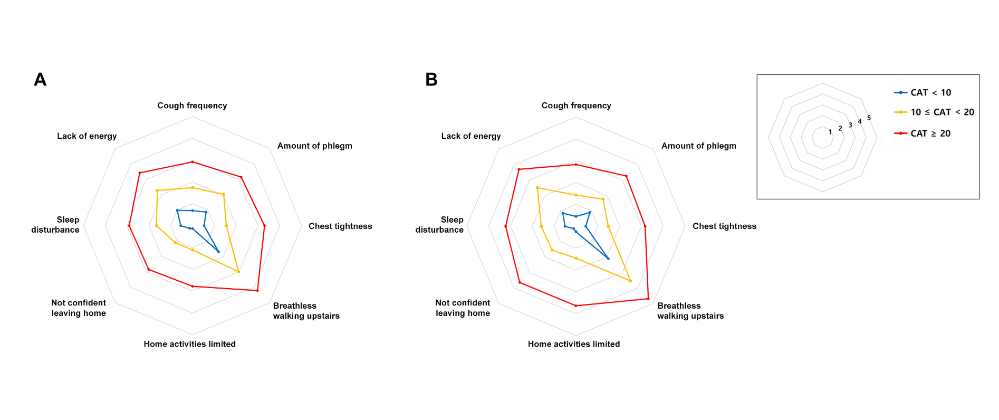 A
Cough frequency
Lack of energy
Amount of phlegm
Sleep
disturbance
Chest tightness
Not confident
leaving home
Breathless
walking upstairs
Home activities limited
B
Cough frequency
Lack of energy
Amount of phlegm
Sleep
disturbance
Chest tightness
Not confident
leaving home
Breathless
walking upstairs
Home activities limited
1 2 3 4 5
CAT < 10
10 ≤ CAT < 20
CAT ≥ 20